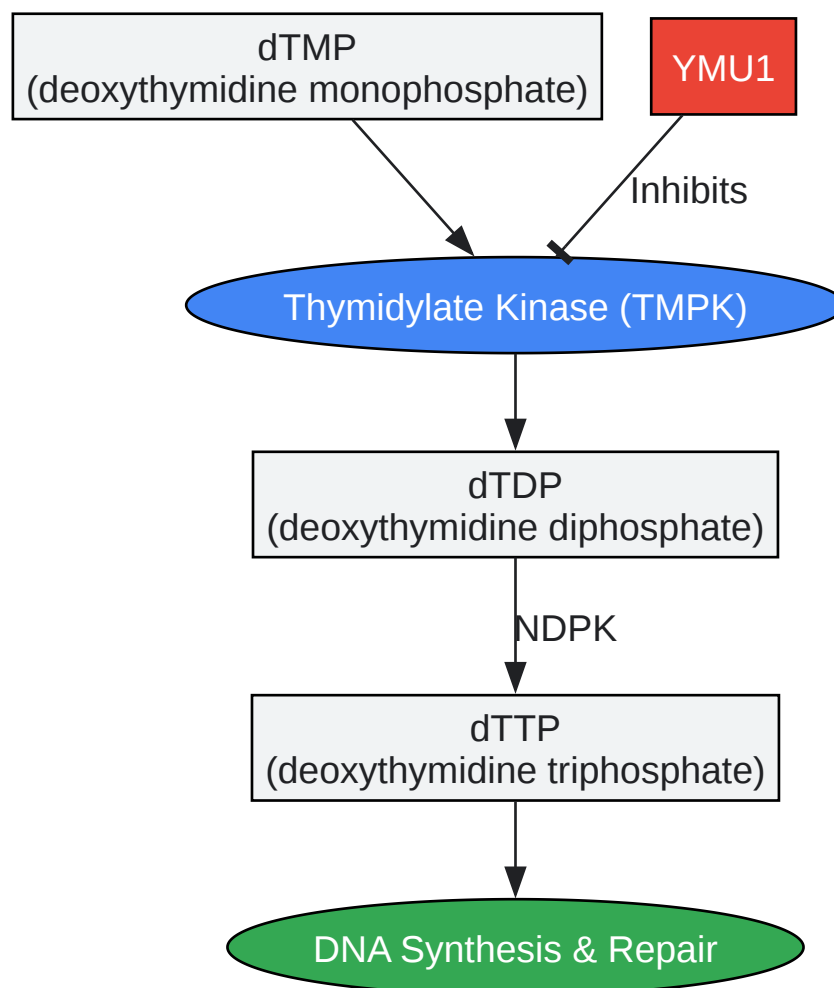 dTMP
(deoxythymidine monophosphate)
YMU1
Inhibits
Thymidylate Kinase (TMPK)
dTDP
(deoxythymidine diphosphate)
NDPK
dTTP
(deoxythymidine triphosphate)
DNA Synthesis & Repair